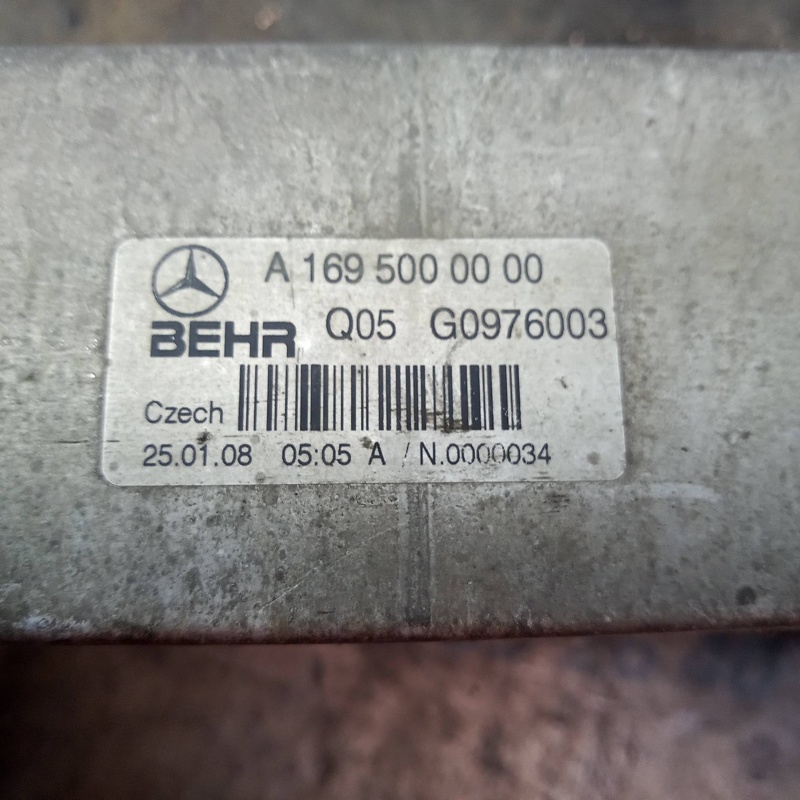 A 169 500 00 00
BEHR Q05 G0976003
Czech
25.01.08 05:05 A / N.0000034